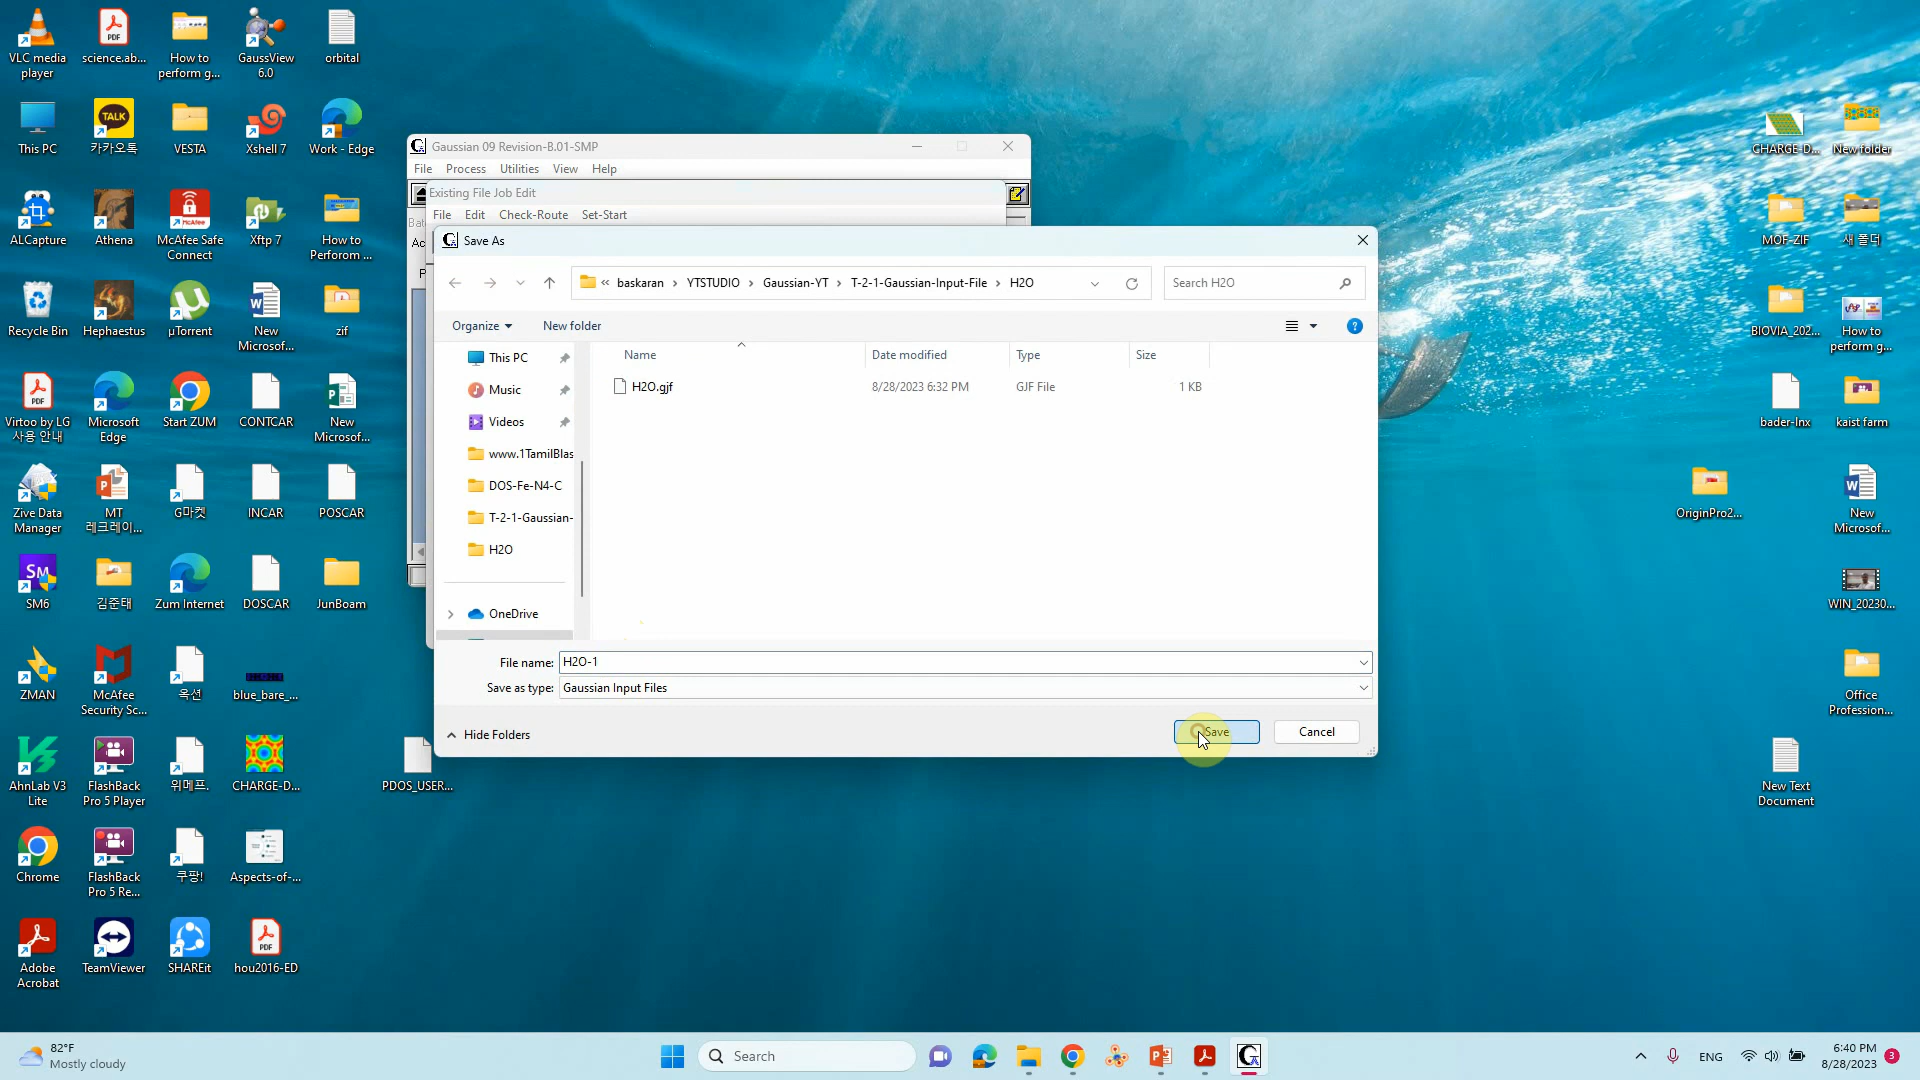 VLC media
player
science.ab...
How to
perform g...
GaussView
6.0
orbital
This PC
TALK
카카오톡
VESTA
Xshell 7
Work - Edge
ALCapture
Athena
McAfee Safe
Connect
Xftp 7
How to
Perforom ...
Recycle Bin
Hephaestus
µTorrent
New
Microsof...
zif
Virtoo by LG
사용 안내
Microsoft
Edge
Start ZUM
CONTCAR
New
Microsof...
Zive Data
Manager
MT
레크레이...
G마켓
INCAR
POSCAR
SM
SM6
김준태
Zum Internet
DOSCAR
JunBoam
ZMAN
McAfee
Security Sc...
옥션
blue_bare_...
AhnLab V3
Lite
FlashBack
Pro 5 Player
위메프.
CHARGE-D...
PDOS_USER...
Chrome
FlashBack
Pro 5 Re...
쿠팡!
Aspects-of-...
Adobe
Acrobat
TeamViewer
SHAREit
hou2016-ED
Gaussian 09 Revision-B.01-SMP
File Process Utilities View Help
Existing File Job Edit
File Edit Check-Route Set-Start
Save As
« baskaran › YTSTUDIO › Gaussian-YT › T-2-1-Gaussian-Input-File › H2O
Search H2O
Organize New folder
Name Date modified Type Size
H2O.gjf 8/28/2023 6:32 PM GJF File 1 KB
This PC
Music
Videos
www.1TamilBlas
DOS-Fe-N4-C
T-2-1-Gaussian-
H2O
OneDrive
File name: H2O-1
Save as type: Gaussian Input Files
Hide Folders
Save Cancel
CHARGE-D...
New folder
MOF-ZIF
새 폴더
BIOVIA_202...
How to
perform g...
bader-lnx
kaist farm
OriginPro2...
New
Microsof...
WIN_20230...
Office
Profession...
New Text
Document
82°F
Mostly cloudy
Search
ENG
6:40 PM
8/28/2023
3